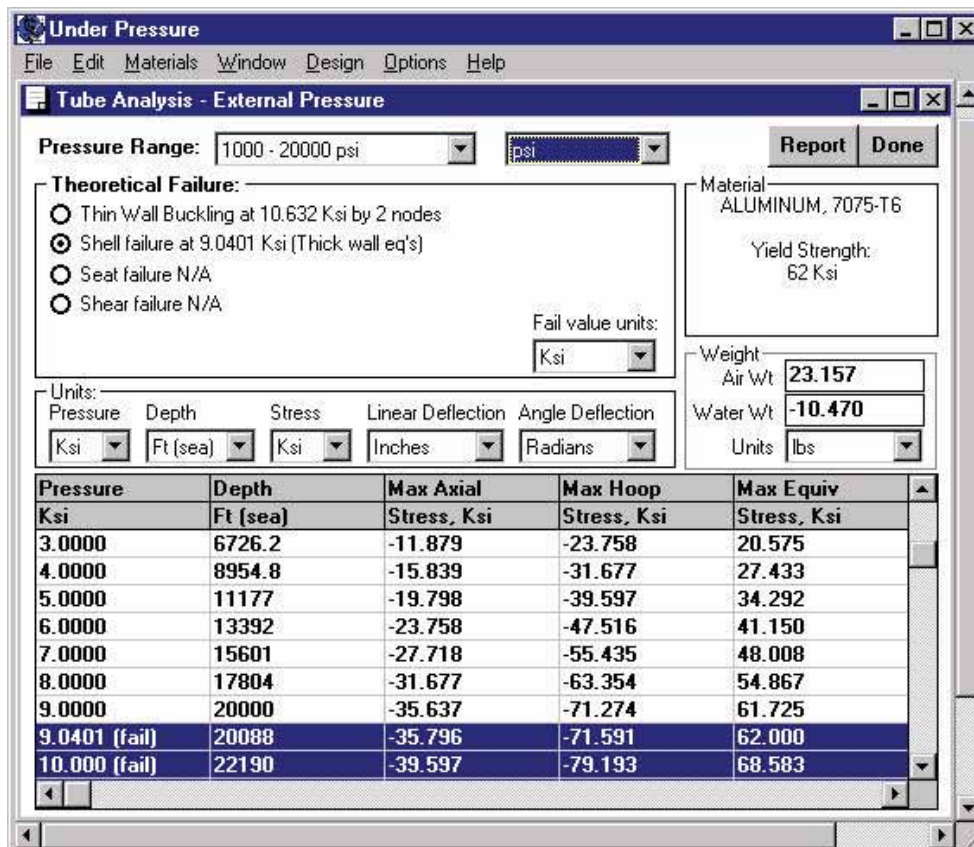 Under Pressure
File Edit Materials Window Design Options Help
Tube Analysis - External Pressure
Pressure Range: 1000 - 20000 psi psi Report Done
Theoretical Failure:
Thin Wall Buckling at 10.632 Ksi by 2 nodes
Shell failure at 9.0401 Ksi (Thick wall eq's)
Seat failure N/A
Shear failure N/A
Fail value units:
Ksi
Material
ALUMINUM, 7075-T6
Yield Strength:
62 Ksi
Weight
Air Wt 23.157
Water Wt -10.470
Units lbs
Units:
Pressure Depth Stress Linear Deflection Angle Deflection
Ksi Ft (sea) Ksi Inches Radians
Pressure Depth Max Axial Max Hoop Max Equiv
Ksi Ft (sea) Stress, Ksi Stress, Ksi Stress, Ksi
3.0000 6726.2 -11.879 -23.758 20.575
4.0000 8954.8 -15.839 -31.677 27.433
5.0000 11177 -19.798 -39.597 34.292
6.0000 13392 -23.758 -47.516 41.150
7.0000 15601 -27.718 -55.435 48.008
8.0000 17804 -31.677 -63.354 54.867
9.0000 20000 -35.637 -71.274 61.725
9.0401 (fail) 20088 -35.796 -71.591 62.000
10.000 (fail) 22190 -39.597 -79.193 68.583